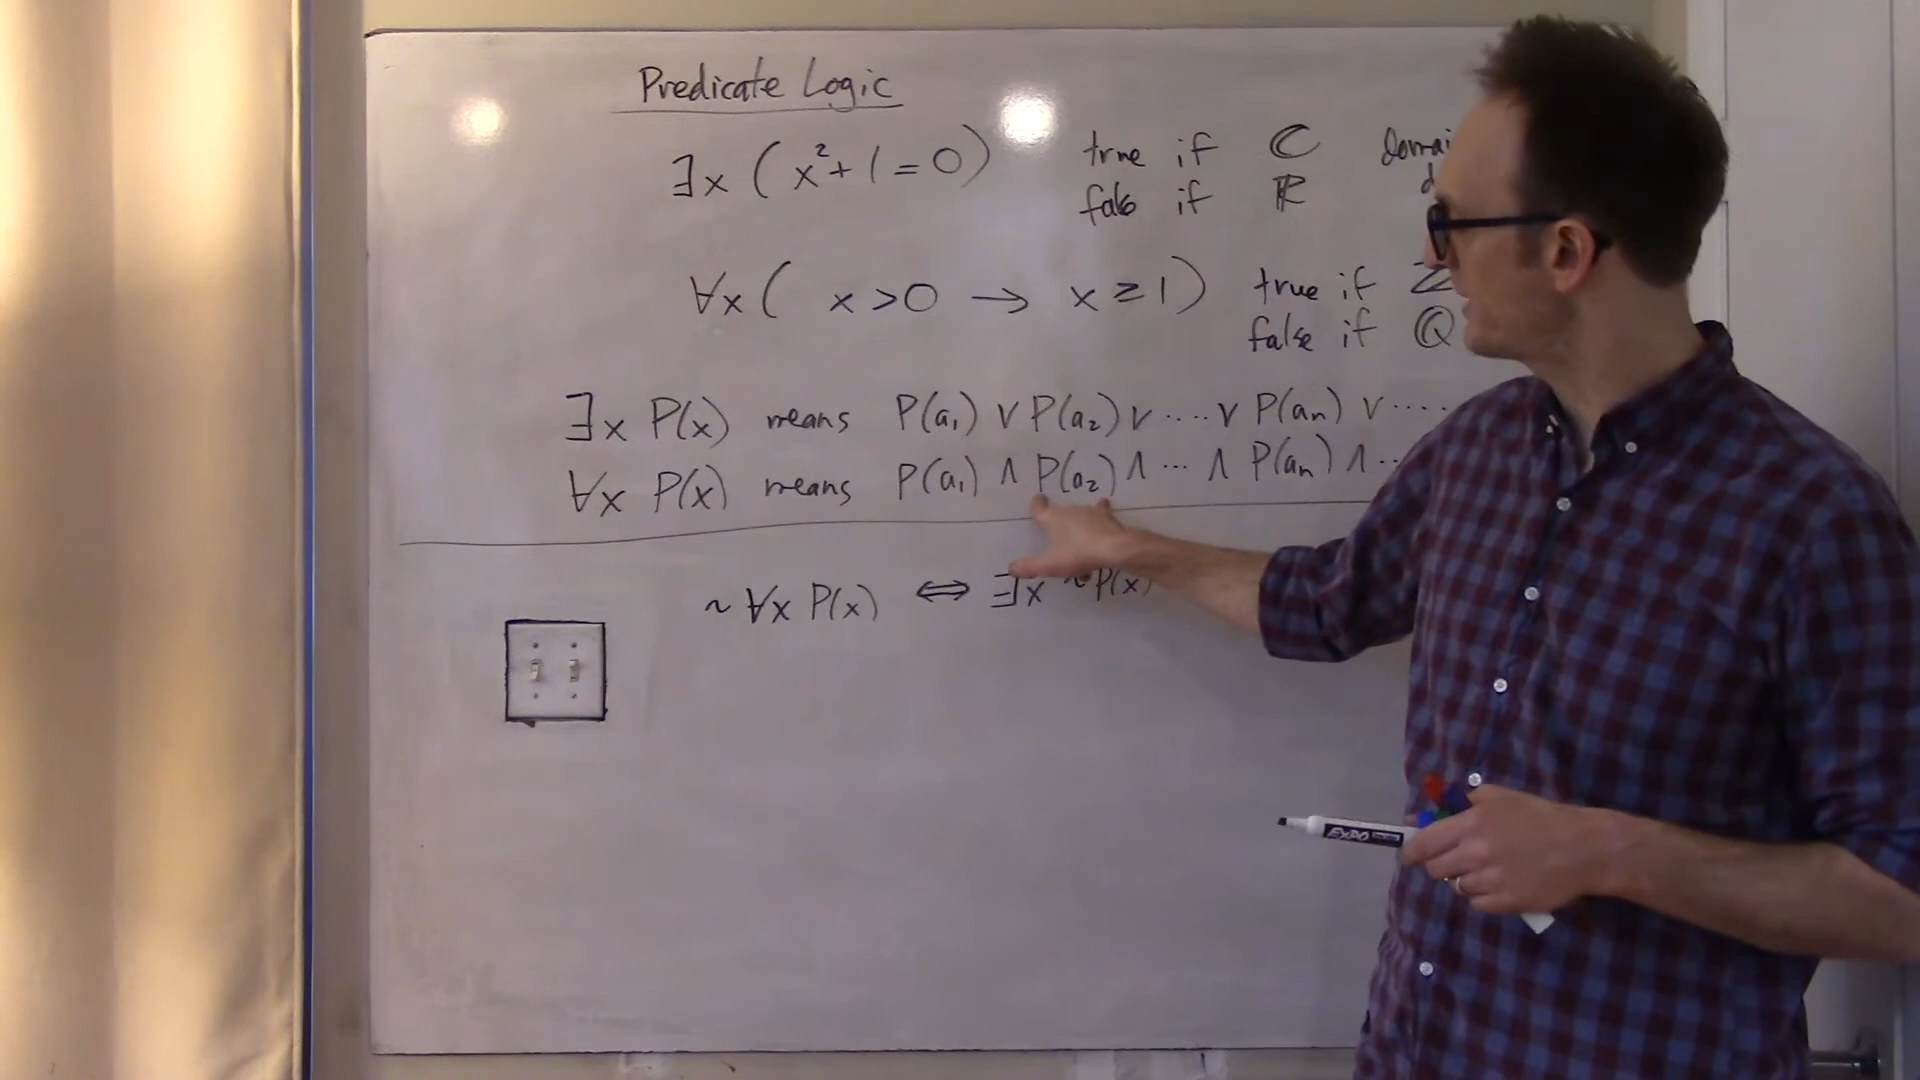 Predicate Logic
∃x (x²+1=0) true if ℂ
false if ℝ
∀x ( x>0 → x≥1) true if ℤ
false if ℚ
∃x P(x) means P(a₁) ∨ P(a₂) ∨ .... ∨ P(aₙ) ∨ ....
∀x P(x) means P(a₁) ∧ P(a₂) ∧ ... ∧ P(aₙ) ∧ ..
~∀x P(x) ⇔ ∃x ~P(x)
EXPO